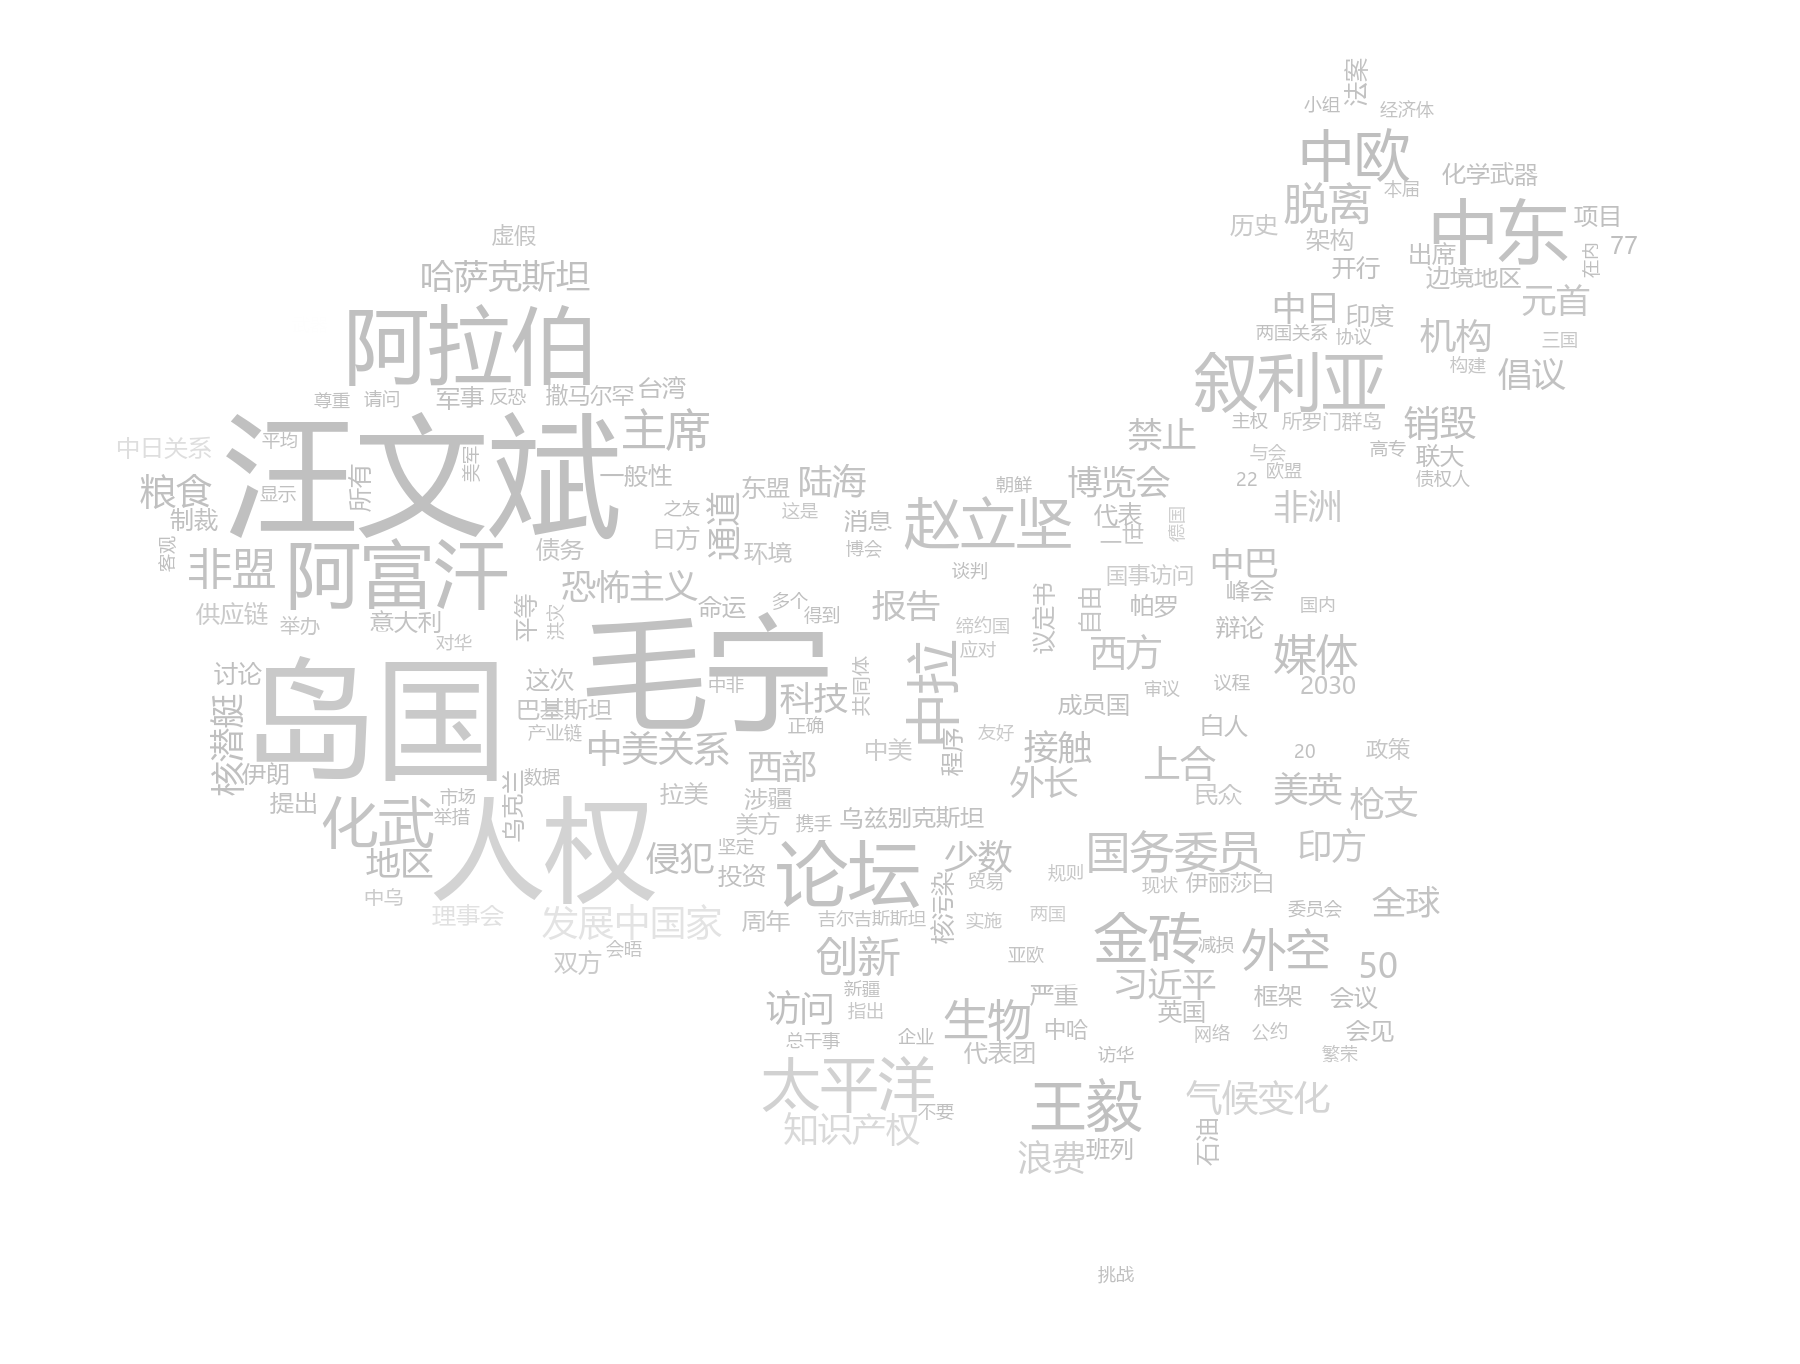 法案
小组
经济体
中欧
化学武器
脱离
本届
中东
项目
历史
77
虚假
架构
出席
在内
开行
哈萨克斯坦
边境地区
元首
中日
印度
阿拉伯
两国关系
协议
机构
三国
叙利亚
构建
倡议
尊重
请问
军事
反恐
撒马尔罕
台湾
主权
所罗门群岛
销毁
汪文斌
主席
禁止
中日关系
平均
美军
与会
高专
联大
粮食
显示
所有
一般性
东盟
陆海
朝鲜
博览会
22
欧盟
债权人
制裁
之友
通道
这是
消息
赵立坚
代表
二世
德国
非洲
客观
非盟
阿富汗
债务
日方
环境
博会
恐怖主义
谈判
国事访问
中巴
峰会
供应链
举办
意大利
平等
命运
多个
得到
报告
缔约国
议定书
自由
帕罗
国内
辩论
对华
毛宁
应对
西方
媒体
讨论
岛国
这次
中非
科技
共同体
中拉
审议
议程
2030
核潜艇
巴基斯坦
正确
成员国
白人
产业链
中美关系
中美
友好
程序
接触
上合
20
政策
伊朗
乌克兰
数据
西部
外长
提出
市场
人权
拉美
涉疆
民众
美英
枪支
化武
举措
美方
携手
乌兹别克斯坦
地区
侵犯
坚定
论坛
少数
国务委员
印方
中乌
投资
核污染
贸易
规则
现状
伊丽莎白
理事会
发展中国家
周年
吉尔吉斯斯坦
实施
两国
委员会
全球
双方
会晤
创新
亚欧
金砖
减损
外空
50
新疆
习近平
访问
指出
生物
严重
英国
框架
会议
总干事
企业
中哈
网络
公约
会见
代表团
访华
繁荣
太平洋
不要
王毅
气候变化
知识产权
浪费
班列
石油
挑战